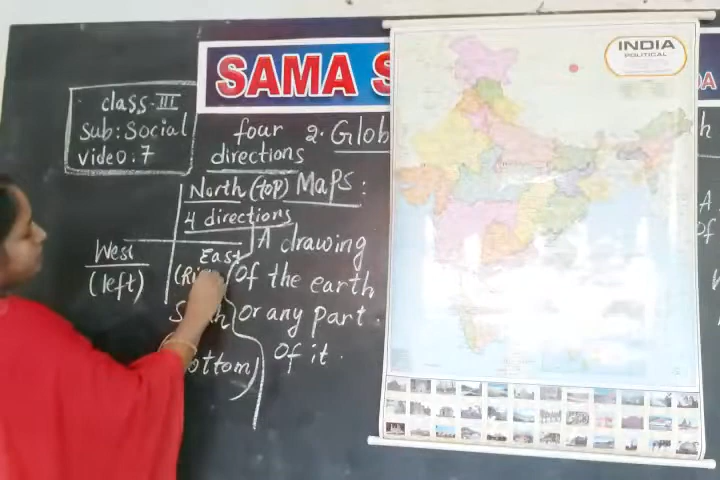 SAMA S
INDIA
POLITICAL
class-III
Sub: Social
video: 7
four
directions
2. Glob
North (top)
4 directions
West
(left)
East
bottom)
Maps:
A drawing
Of the earth
Or any part
Of it.